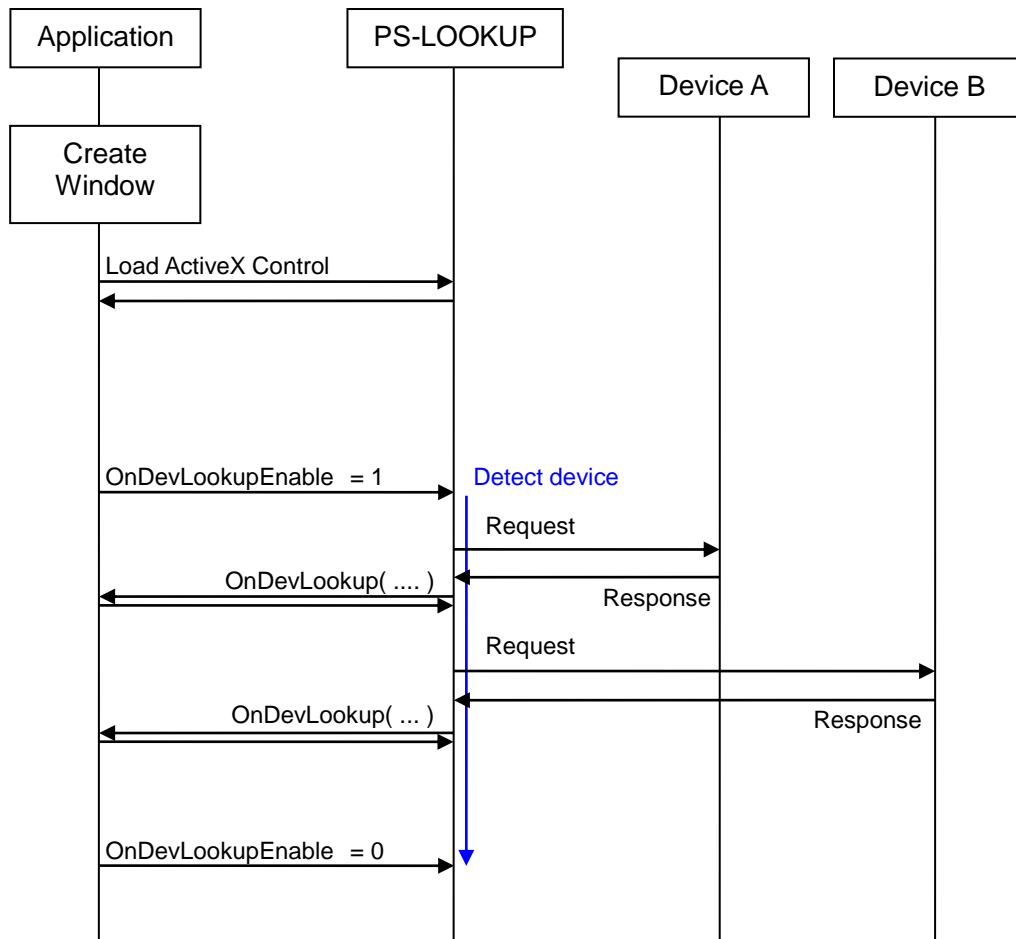 Application
PS-LOOKUP
Device A
Device B
Create
Window
Load ActiveX Control
OnDevLookupEnable = 1
Detect device
Request
OnDevLookup( .... )
Response
Request
OnDevLookup( ... )
Response
OnDevLookupEnable = 0